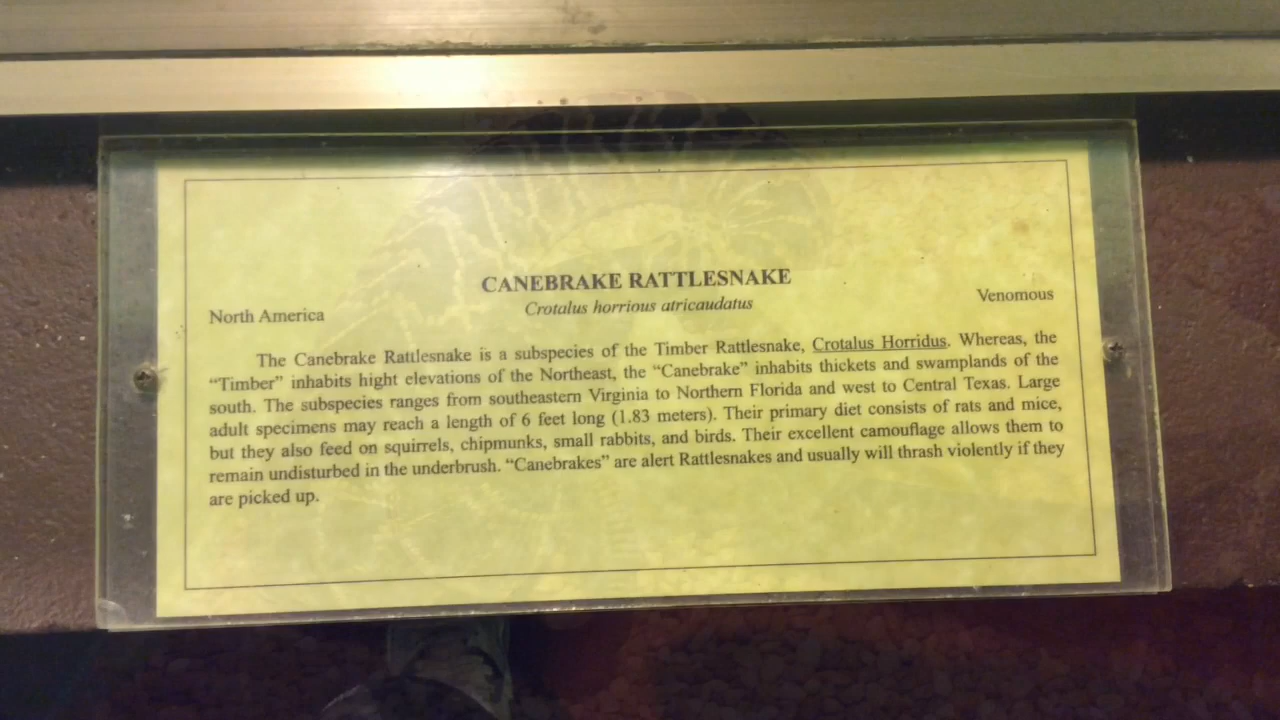 CANEBRAKE RATTLESNAKE
North America
Crotalus horrious atricaudatus
Venomous
The Canebrake Rattlesnake is a subspecies of the Timber Rattlesnake, Crotalus Horridus. Whereas, the
“Timber” inhabits hight elevations of the Northeast, the “Canebrake” inhabits thickets and swamplands of the
south. The subspecies ranges from southeastern Virginia to Northern Florida and west to Central Texas. Large
adult specimens may reach a length of 6 feet long (1.83 meters). Their primary diet consists of rats and mice,
but they also feed on squirrels, chipmunks, small rabbits, and birds. Their excellent camouflage allows them to
remain undisturbed in the underbrush. “Canebrakes” are alert Rattlesnakes and usually will thrash violently if they
are picked up.